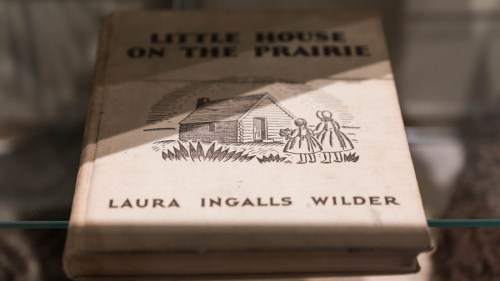 LITTLE HOUSE
ON THE PRAIRIE
LAURA INGALLS WILDER